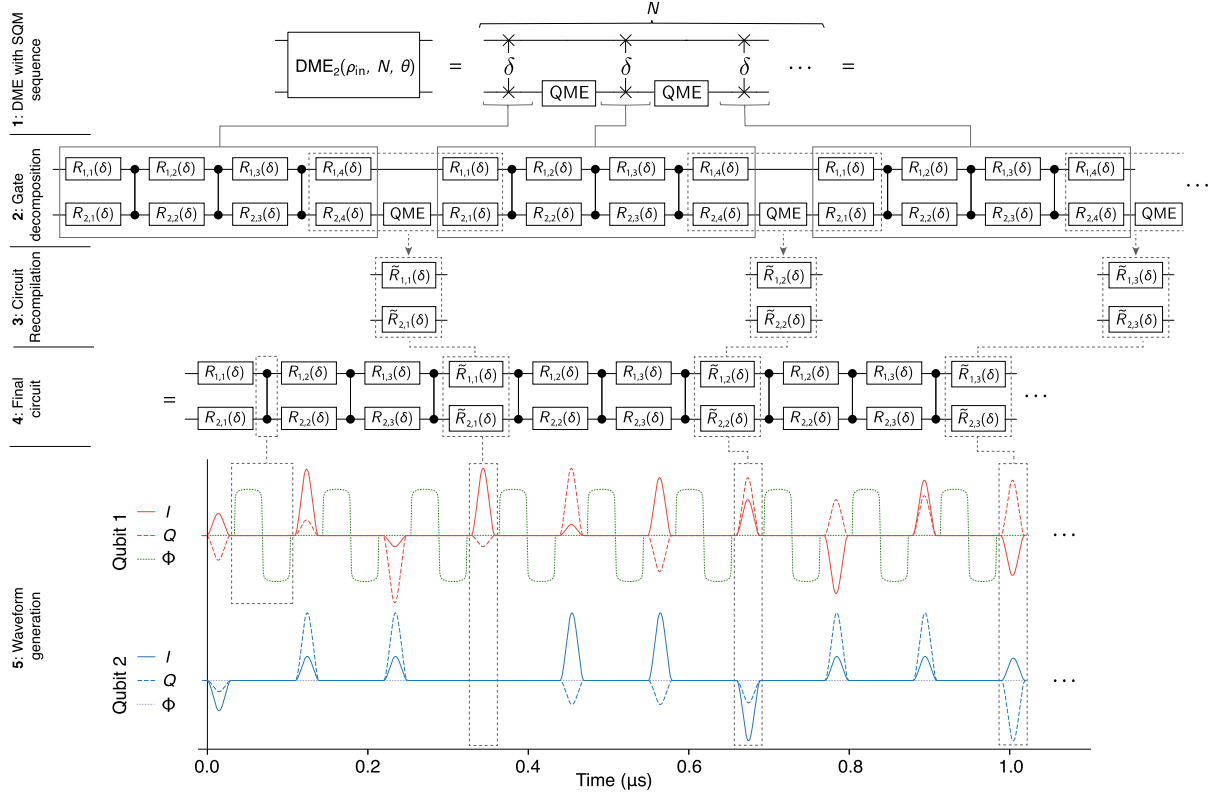 N
1: DME with SQM
sequence
DME₂(ρin, N, θ) = δ QME δ QME δ ⋯ =
2: Gate
decomposition
R1,1(δ) R1,2(δ) R1,3(δ) R1,4(δ) R1,1(δ) R1,2(δ) R1,3(δ) R1,4(δ) R1,1(δ) R1,2(δ) R1,3(δ) R1,4(δ) ⋯
R2,1(δ) R2,2(δ) R2,3(δ) R2,4(δ) QME R2,1(δ) R2,2(δ) R2,3(δ) R2,4(δ) QME R2,1(δ) R2,2(δ) R2,3(δ) R2,4(δ) QME
3: Circuit
Recompilation
R̃1,1(δ) R̃1,2(δ) R̃1,3(δ)
R̃2,1(δ) R̃2,2(δ) R̃2,3(δ)
4: Final
circuit
=
R1,1(δ) R1,2(δ) R1,3(δ) R̃1,1(δ) R1,2(δ) R1,3(δ) R̃1,2(δ) R1,2(δ) R1,3(δ) R̃1,3(δ) ⋯
R2,1(δ) R2,2(δ) R2,3(δ) R̃2,1(δ) R2,2(δ) R2,3(δ) R̃2,2(δ) R2,2(δ) R2,3(δ) R̃2,3(δ)
5: Waveform
generation
Qubit 1
I
Q
Φ
⋯
Qubit 2
I
Q
Φ
⋯
0.0 0.2 0.4 0.6 0.8 1.0
Time (μs)